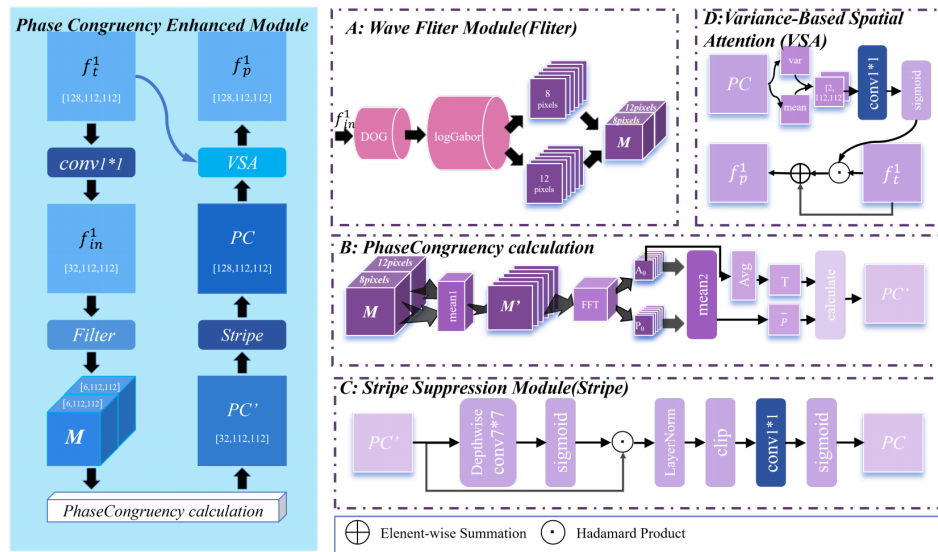 Phase Congruency Enhanced Module
f_t^1
[128,112,112]
conv1*1
f_in^1
[32,112,112]
Filter
[6,112,112]
[6,112,112]
M
PhaseCongruency calculation
f_p^1
[128,112,112]
VSA
PC
[128,112,112]
Stripe
PC'
[32,112,112]
A: Wave Fliter Module(Fliter)
f_in^1
DOG
logGabor
8
pixels
12
pixels
12pixels
8pixels
M
D:Variance-Based Spatial
Attention (VSA)
PC
var
mean
[2,
112,112]
conv1*1
sigmoid
f_p^1
f_t^1
B: PhaseCongruency calculation
12pixels
8pixels
M
mean1
M'
FFT
A_0
P_0
mean2
Avg
T
P̄
calculate
PC'
C: Stripe Suppression Module(Stripe)
PC'
Depthwise
conv7*7
sigmoid
LayerNorm
clip
conv1*1
sigmoid
PC
Elenent-wise Summation
Hadamard Product